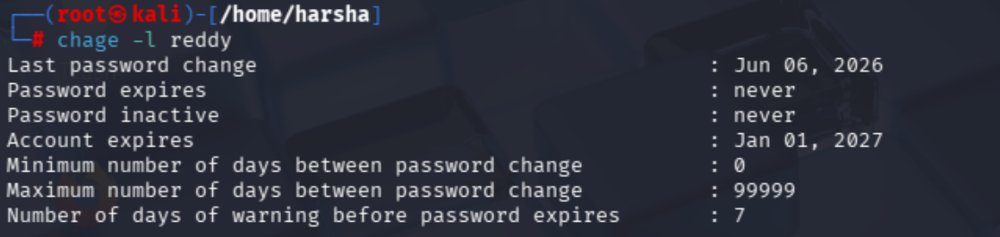 ┌──(root㉿kali)-[/home/harsha]
└─# chage -l reddy
Last password change : Jun 06, 2026
Password expires : never
Password inactive : never
Account expires : Jan 01, 2027
Minimum number of days between password change : 0
Maximum number of days between password change : 99999
Number of days of warning before password expires : 7